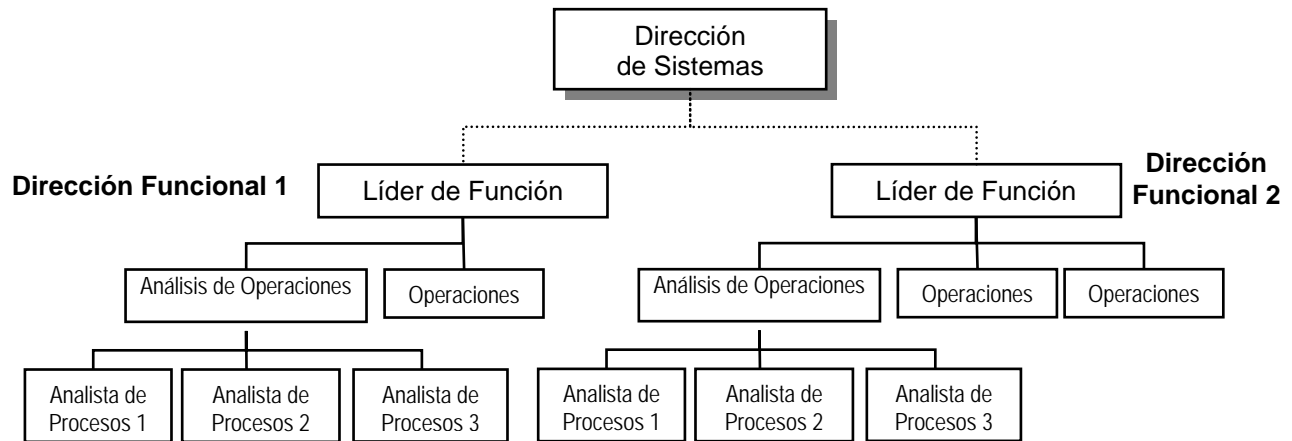 Dirección
de Sistemas
Dirección Funcional 1
Líder de Función
Líder de Función
Dirección
Funcional 2
Análisis de Operaciones
Operaciones
Análisis de Operaciones
Operaciones
Operaciones
Analista de
Procesos 1
Analista de
Procesos 2
Analista de
Procesos 3
Analista de
Procesos 1
Analista de
Procesos 2
Analista de
Procesos 3